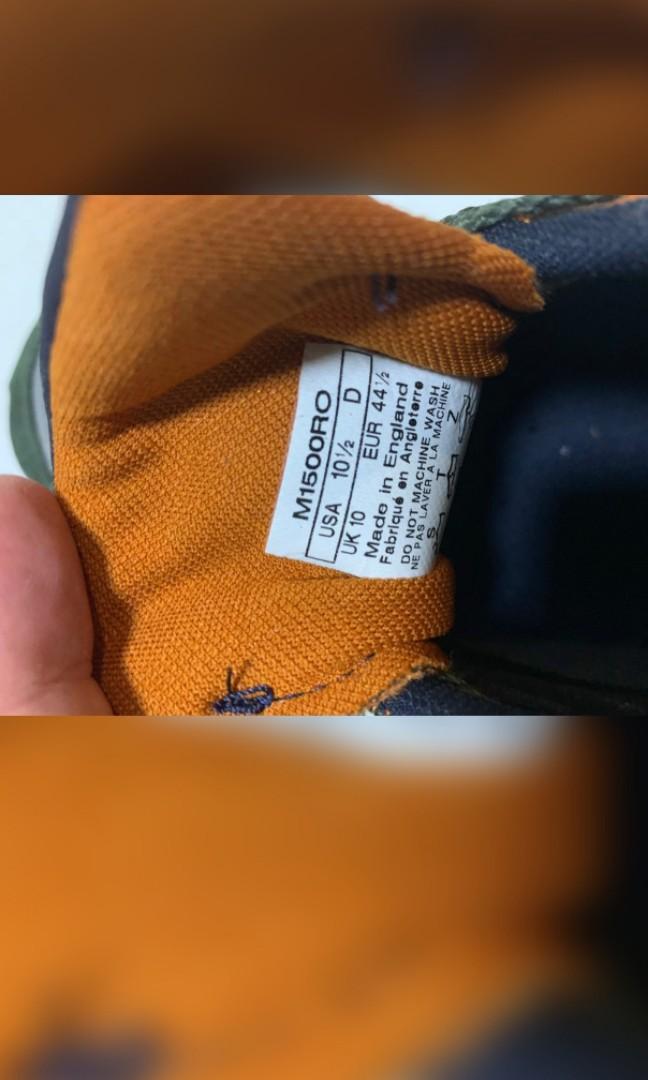 M1500RO
USA 10½ D
UK 10 EUR 44½
Made in England
Fabriqué en Angleterre
DO NOT MACHINE WASH
NE PAS LAVER A LA MACHINE
S T N